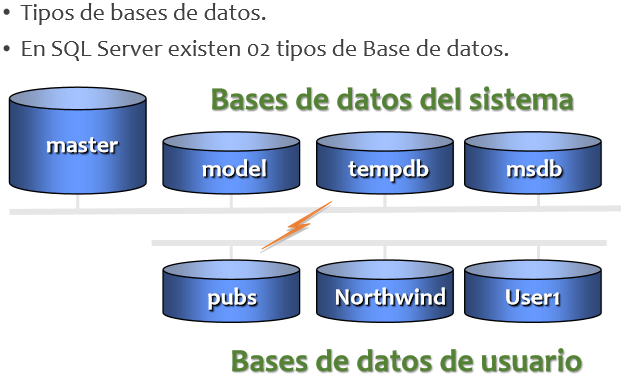 • Tipos de bases de datos.
• En SQL Server existen 02 tipos de Base de datos.
Bases de datos del sistema
master
model
tempdb
msdb
pubs
Northwind
User1
Bases de datos de usuario